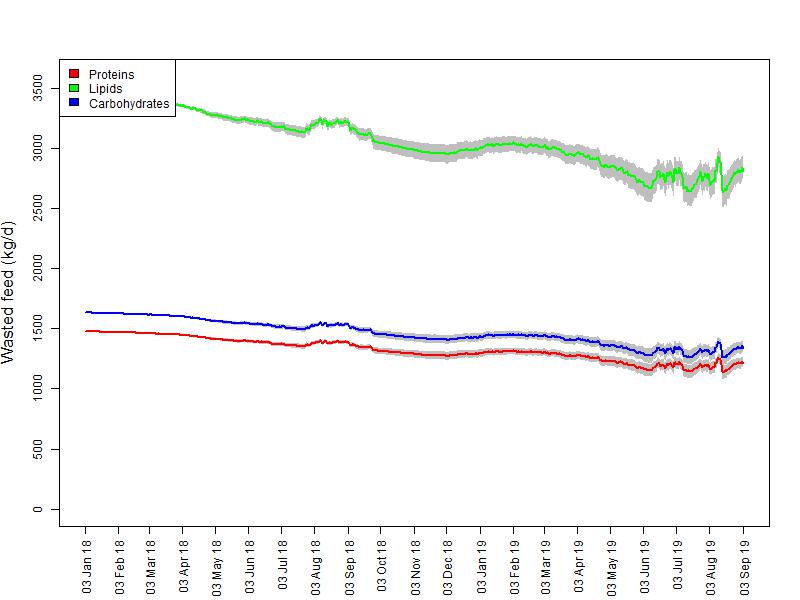 Proteins
Lipids
Carbohydrates
Wasted feed (kg/d)
3500
3000
2500
2000
1500
1000
500
0
03 Jan 18
03 Feb 18
03 Mar 18
03 Apr 18
03 May 18
03 Jun 18
03 Jul 18
03 Aug 18
03 Sep 18
03 Oct 18
03 Nov 18
03 Dec 18
03 Jan 19
03 Feb 19
03 Mar 19
03 Apr 19
03 May 19
03 Jun 19
03 Jul 19
03 Aug 19
03 Sep 19